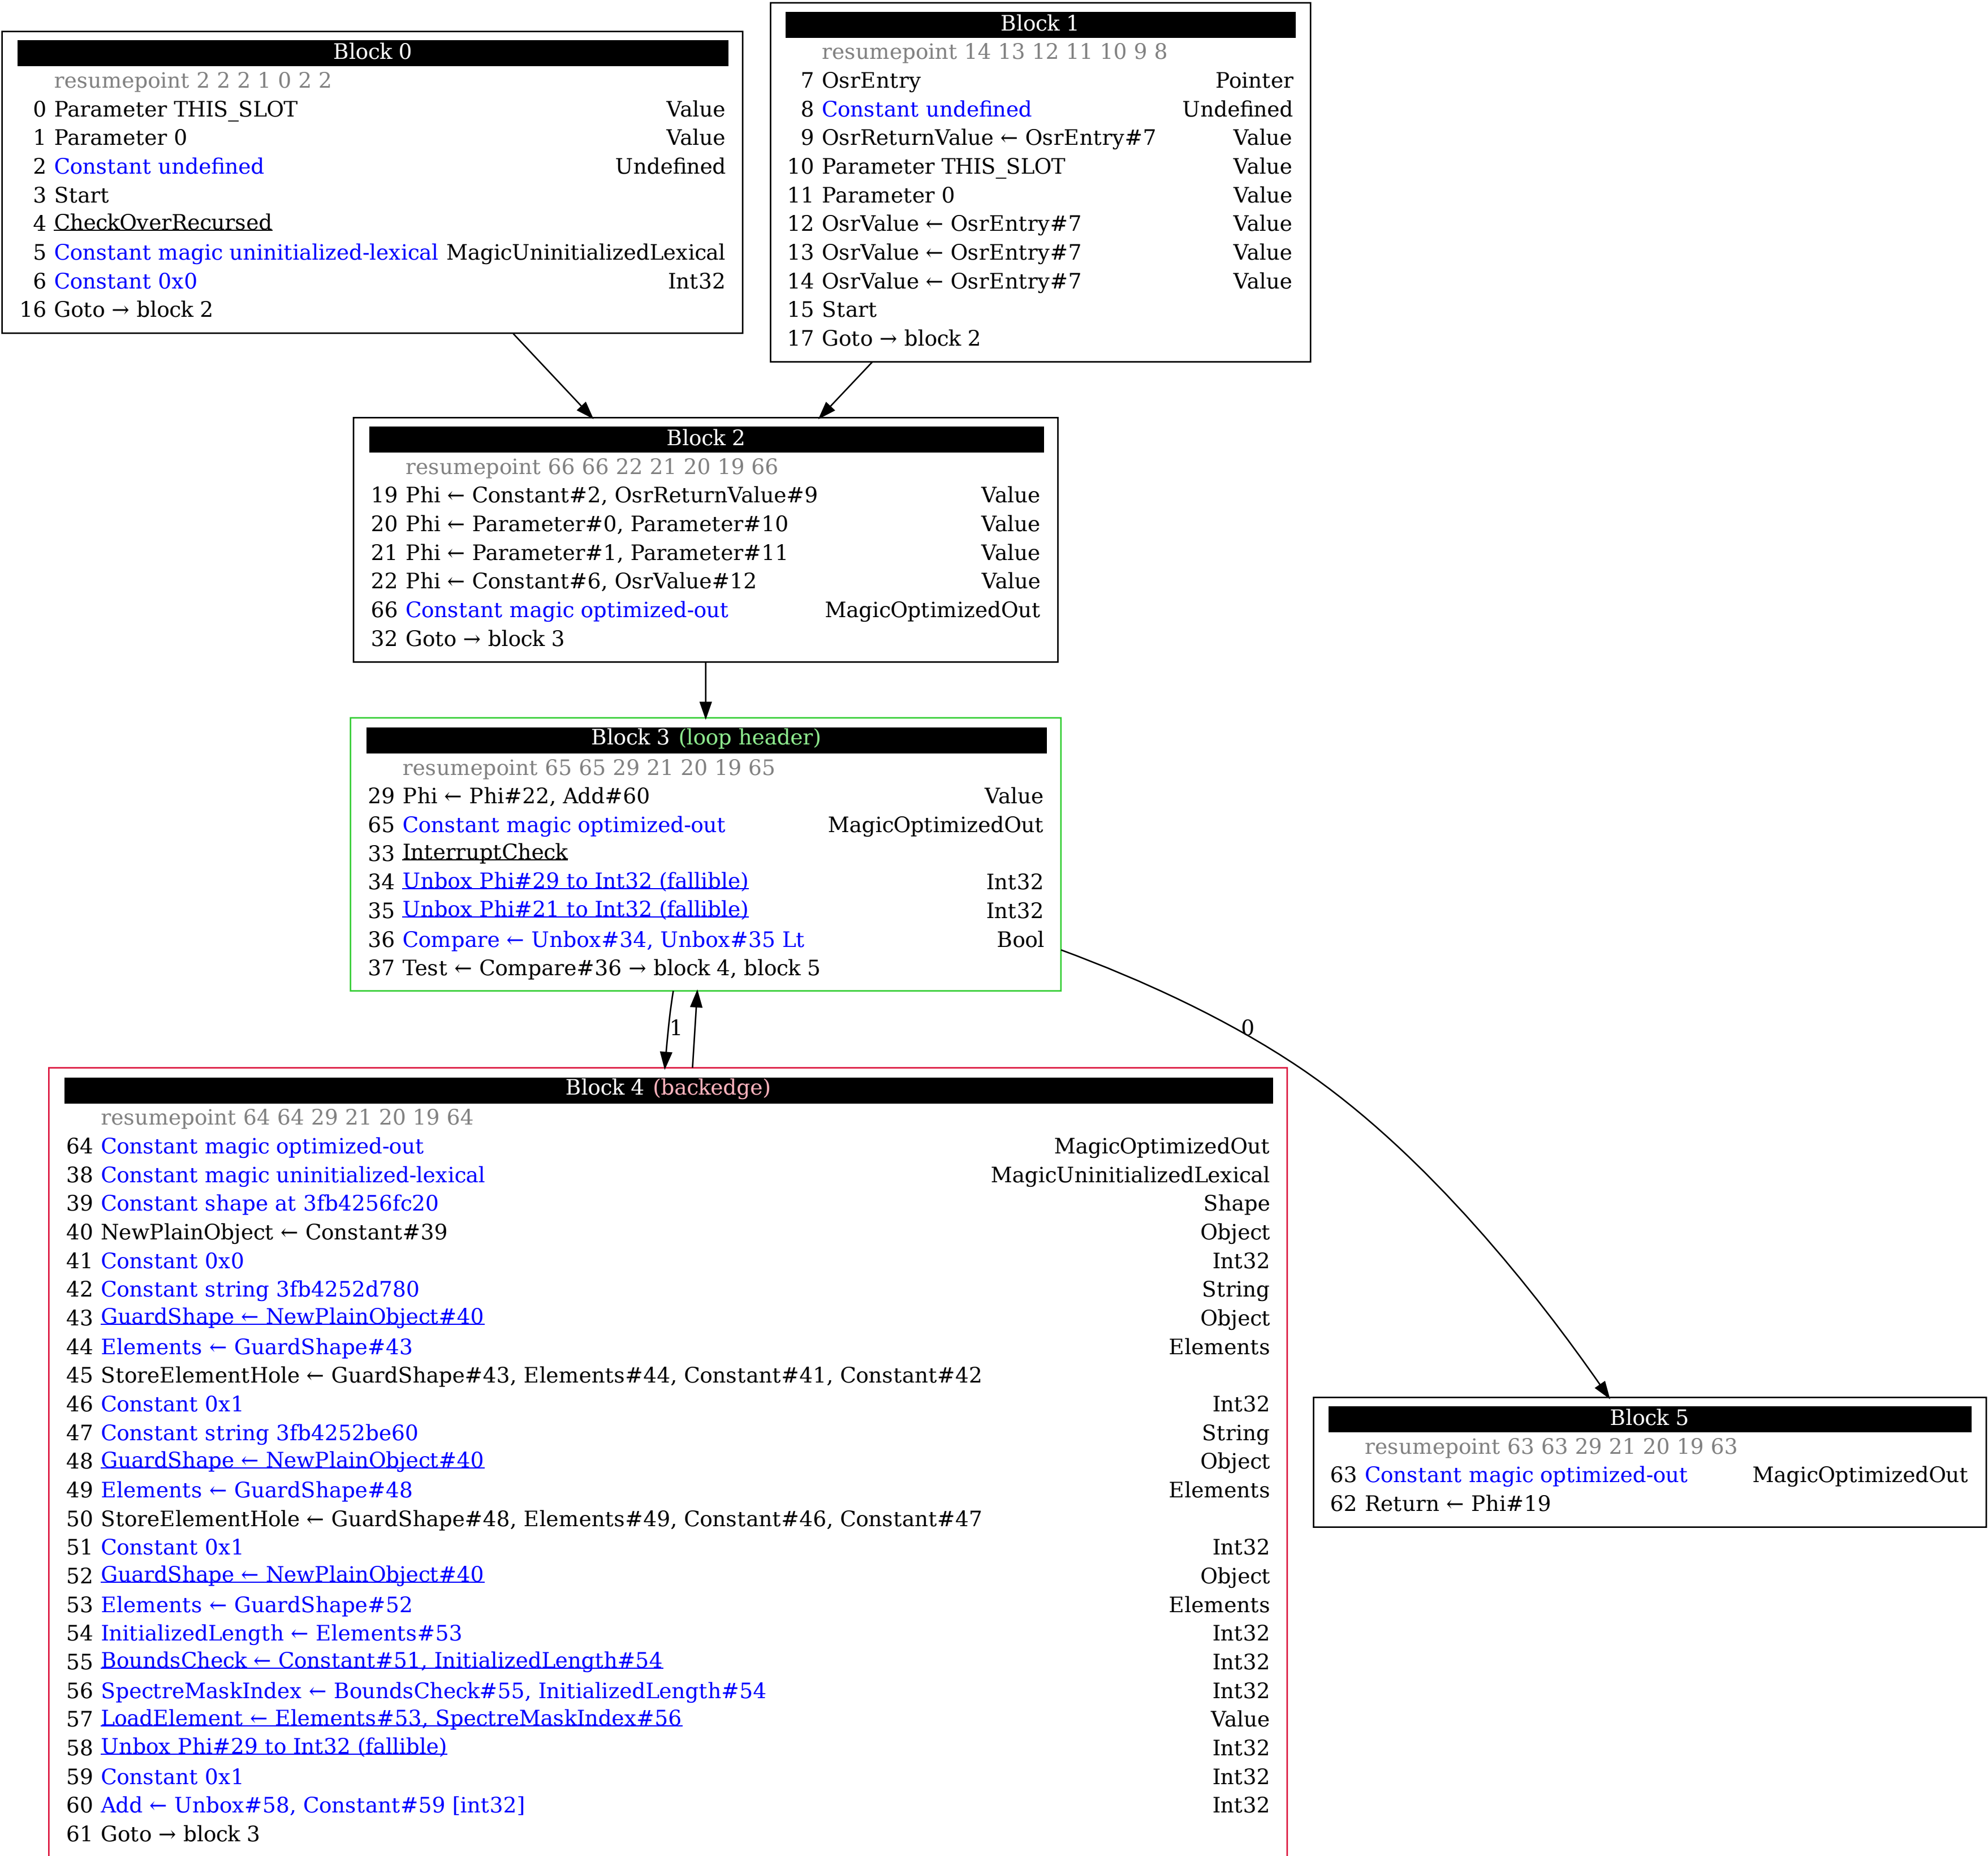 Block 0
resumepoint 2 2 2 1 0 2 2
0 Parameter THIS_SLOT Value
1 Parameter 0 Value
2 Constant undefined Undefined
3 Start
4 CheckOverRecursed
5 Constant magic uninitialized-lexical MagicUninitializedLexical
6 Constant 0x0 Int32
16 Goto → block 2
Block 1
resumepoint 14 13 12 11 10 9 8
7 OsrEntry Pointer
8 Constant undefined Undefined
9 OsrReturnValue ← OsrEntry#7 Value
10 Parameter THIS_SLOT Value
11 Parameter 0 Value
12 OsrValue ← OsrEntry#7 Value
13 OsrValue ← OsrEntry#7 Value
14 OsrValue ← OsrEntry#7 Value
15 Start
17 Goto → block 2
Block 2
resumepoint 66 66 22 21 20 19 66
19 Phi ← Constant#2, OsrReturnValue#9 Value
20 Phi ← Parameter#0, Parameter#10 Value
21 Phi ← Parameter#1, Parameter#11 Value
22 Phi ← Constant#6, OsrValue#12 Value
66 Constant magic optimized-out MagicOptimizedOut
32 Goto → block 3
Block 3 (loop header)
resumepoint 65 65 29 21 20 19 65
29 Phi ← Phi#22, Add#60 Value
65 Constant magic optimized-out MagicOptimizedOut
33 InterruptCheck
34 Unbox Phi#29 to Int32 (fallible) Int32
35 Unbox Phi#21 to Int32 (fallible) Int32
36 Compare ← Unbox#34, Unbox#35 Lt Bool
37 Test ← Compare#36 → block 4, block 5
1
0
Block 4 (backedge)
resumepoint 64 64 29 21 20 19 64
64 Constant magic optimized-out MagicOptimizedOut
38 Constant magic uninitialized-lexical MagicUninitializedLexical
39 Constant shape at 3fb4256fc20 Shape
40 NewPlainObject ← Constant#39 Object
41 Constant 0x0 Int32
42 Constant string 3fb4252d780 String
43 GuardShape ← NewPlainObject#40 Object
44 Elements ← GuardShape#43 Elements
45 StoreElementHole ← GuardShape#43, Elements#44, Constant#41, Constant#42
46 Constant 0x1 Int32
47 Constant string 3fb4252be60 String
48 GuardShape ← NewPlainObject#40 Object
49 Elements ← GuardShape#48 Elements
50 StoreElementHole ← GuardShape#48, Elements#49, Constant#46, Constant#47
51 Constant 0x1 Int32
52 GuardShape ← NewPlainObject#40 Object
53 Elements ← GuardShape#52 Elements
54 InitializedLength ← Elements#53 Int32
55 BoundsCheck ← Constant#51, InitializedLength#54 Int32
56 SpectreMaskIndex ← BoundsCheck#55, InitializedLength#54 Int32
57 LoadElement ← Elements#53, SpectreMaskIndex#56 Value
58 Unbox Phi#29 to Int32 (fallible) Int32
59 Constant 0x1 Int32
60 Add ← Unbox#58, Constant#59 [int32] Int32
61 Goto → block 3
Block 5
resumepoint 63 63 29 21 20 19 63
63 Constant magic optimized-out MagicOptimizedOut
62 Return ← Phi#19